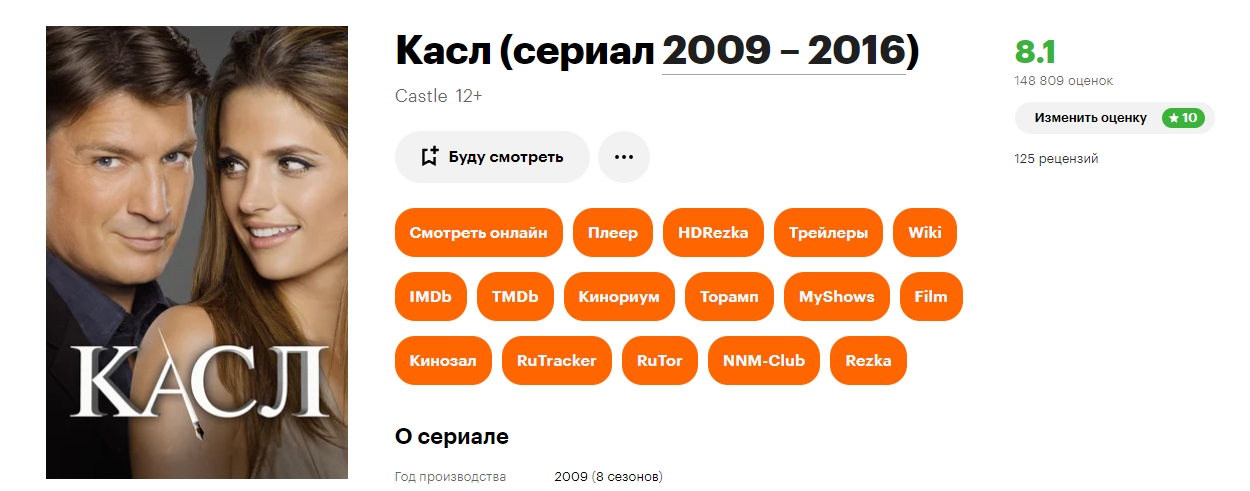 КАСЛ
Касл (сериал 2009 – 2016)
Castle 12+
Буду смотреть
Смотреть онлайн Плеер HDRezka Трейлеры Wiki
IMDb TMDb Кинориум Торамп MyShows Film
Кинозал RuTracker RuTor NNM-Club Rezka
О сериале
Год производства 2009 (8 сезонов)
8.1
148 809 оценок
Изменить оценку ★ 10
125 рецензий